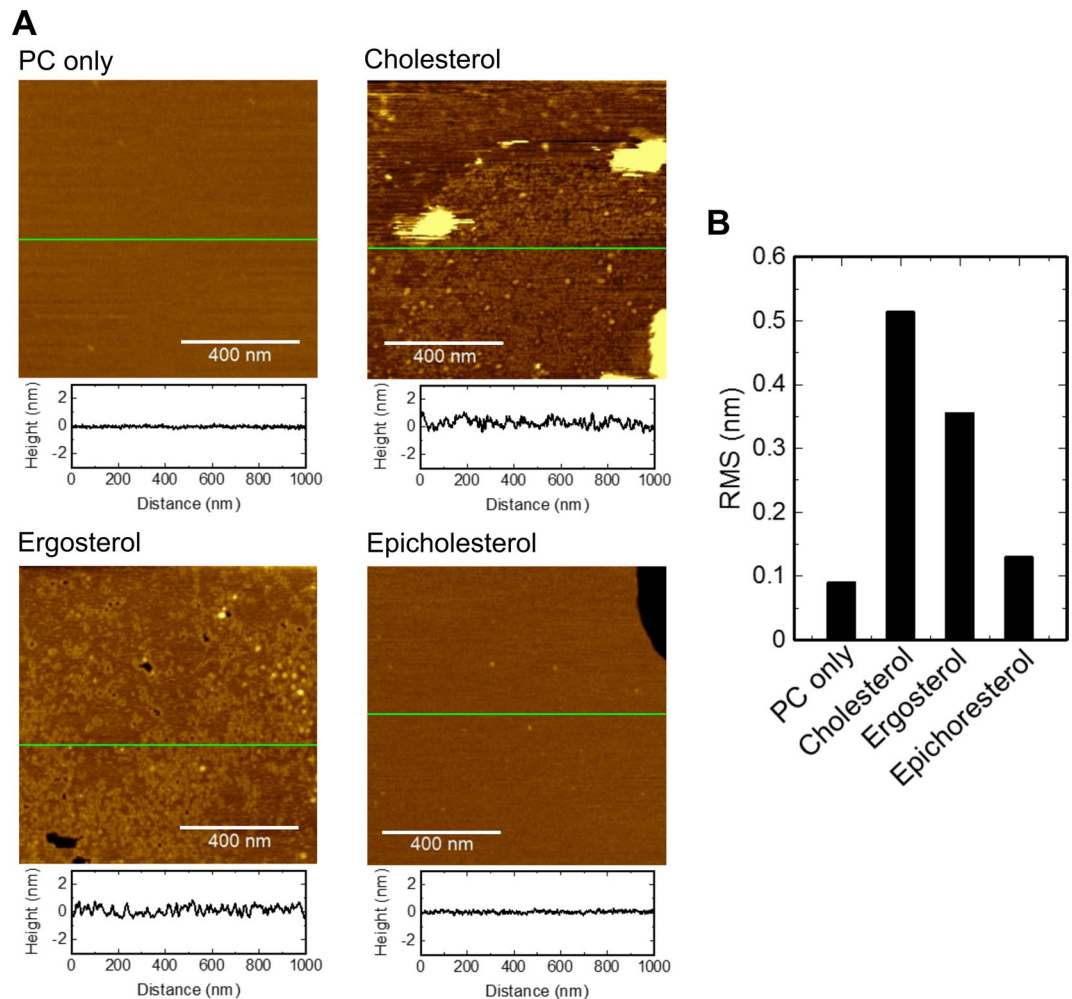 A
PC only
400 nm
Height (nm)
2
0
-2
0 200 400 600 800 1000
Distance (nm)
Cholesterol
400 nm
Height (nm)
2
0
-2
0 200 400 600 800 1000
Distance (nm)
Ergosterol
400 nm
Height (nm)
2
0
-2
0 200 400 600 800 1000
Distance (nm)
Epicholesterol
400 nm
Height (nm)
2
0
-2
0 200 400 600 800 1000
Distance (nm)
B
RMS (nm)
0.6
0.5
0.4
0.3
0.2
0.1
0
PC only
Cholesterol
Ergosterol
Epichoresterol